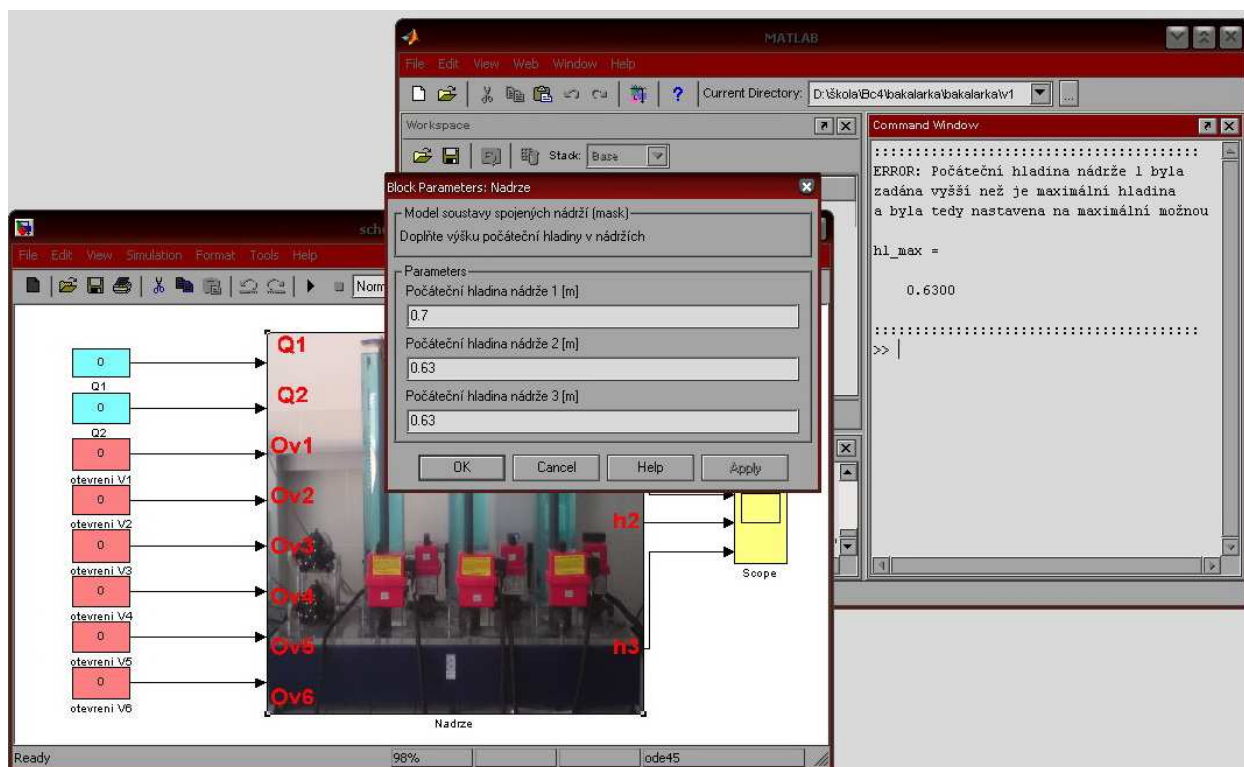 MATLAB
File Edit View Web Window Help
Current Directory: D:\škola\Bc4\bakalarka\bakalarka\v1 ...
Workspace
Stack: Base
Command Window
::::::::::::::::::::::::::::::::::::::::
ERROR: Počáteční hladina nádrže 1 byla
zadána vyšší než je maximální hladina
a byla tedy nastavena na maximální možnou
hl_max =
0.6300
::::::::::::::::::::::::::::::::::::::::
>>
Block Parameters: Nadrze
Model soustavy spojených nádrží (mask)
Doplňte výšku počáteční hladiny v nádržích
Parameters
Počáteční hladina nádrže 1 [m]
0.7
Počáteční hladina nádrže 2 [m]
0.63
Počáteční hladina nádrže 3 [m]
0.63
OK Cancel Help Apply
File Edit View Simulation Format Tools Help
0
Q1
0
Q2
0
otevreni V1
0
otevreni V2
0
otevreni V3
0
otevreni V4
0
otevreni V5
0
otevreni V6
Q1
Q2
Ov1
Ov2
Ov3
Ov4
Ov5
Ov6
h2
h3
Nadrze
Scope
Ready 98% ode45